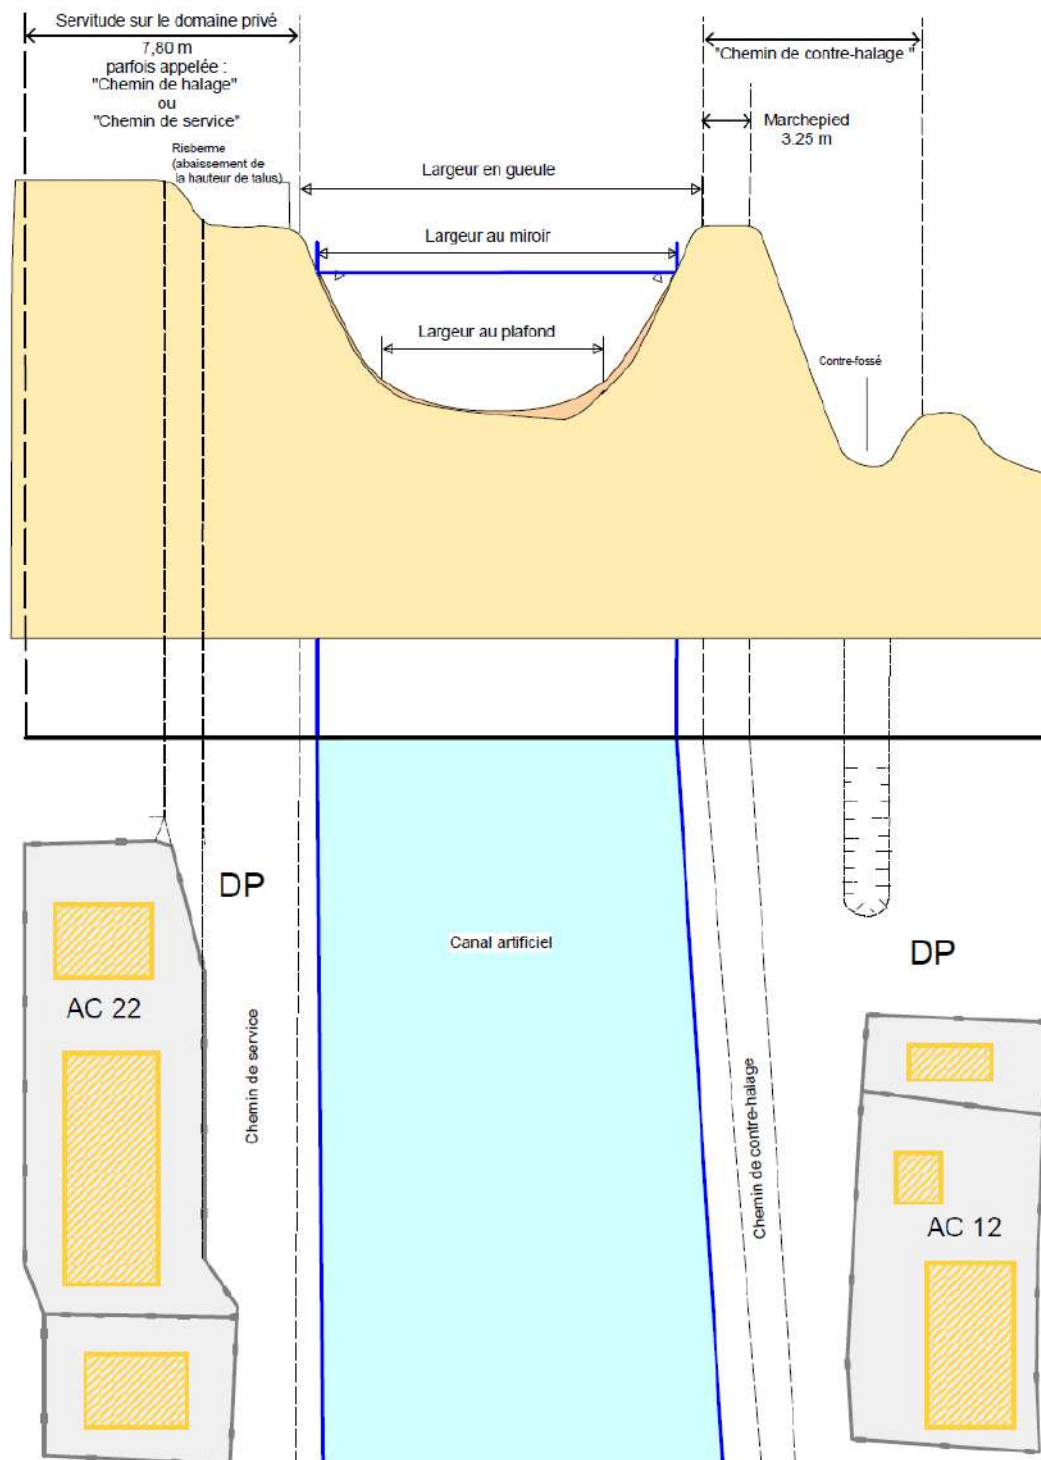 Servitude sur le domaine privé
7,80 m
parfois appelée :
"Chemin de halage"
ou
"Chemin de service"
"Chemin de contre-halage "
Marchepied
3.25 m
Risberme
(abaissement de
la hauteur de talus)
Largeur en gueule
Largeur au miroir
Largeur au plafond
Contre-fossé
DP
Canal artificiel
DP
AC 22
Chemin de service
Chemin de contre-halage
AC 12